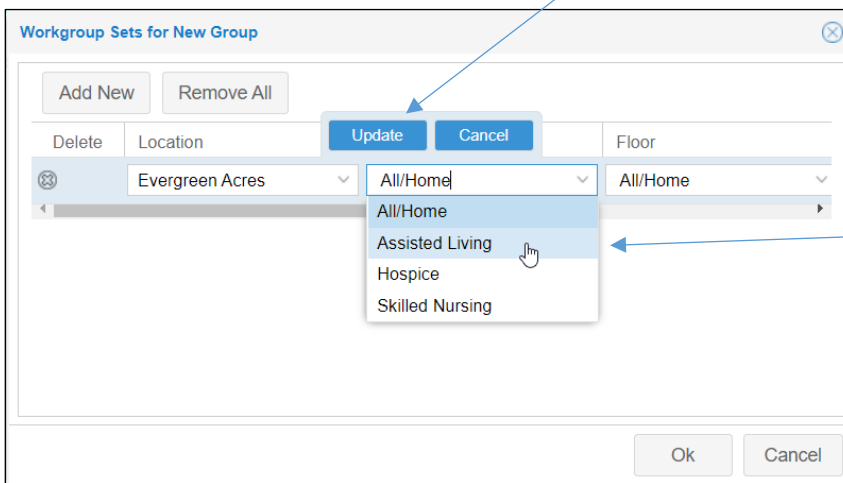 Workgroup Sets for New Group
Add New Remove All
Update Cancel
Delete Location Floor
Evergreen Acres All/Home All/Home
All/Home
Assisted Living
Hospice
Skilled Nursing
Ok Cancel